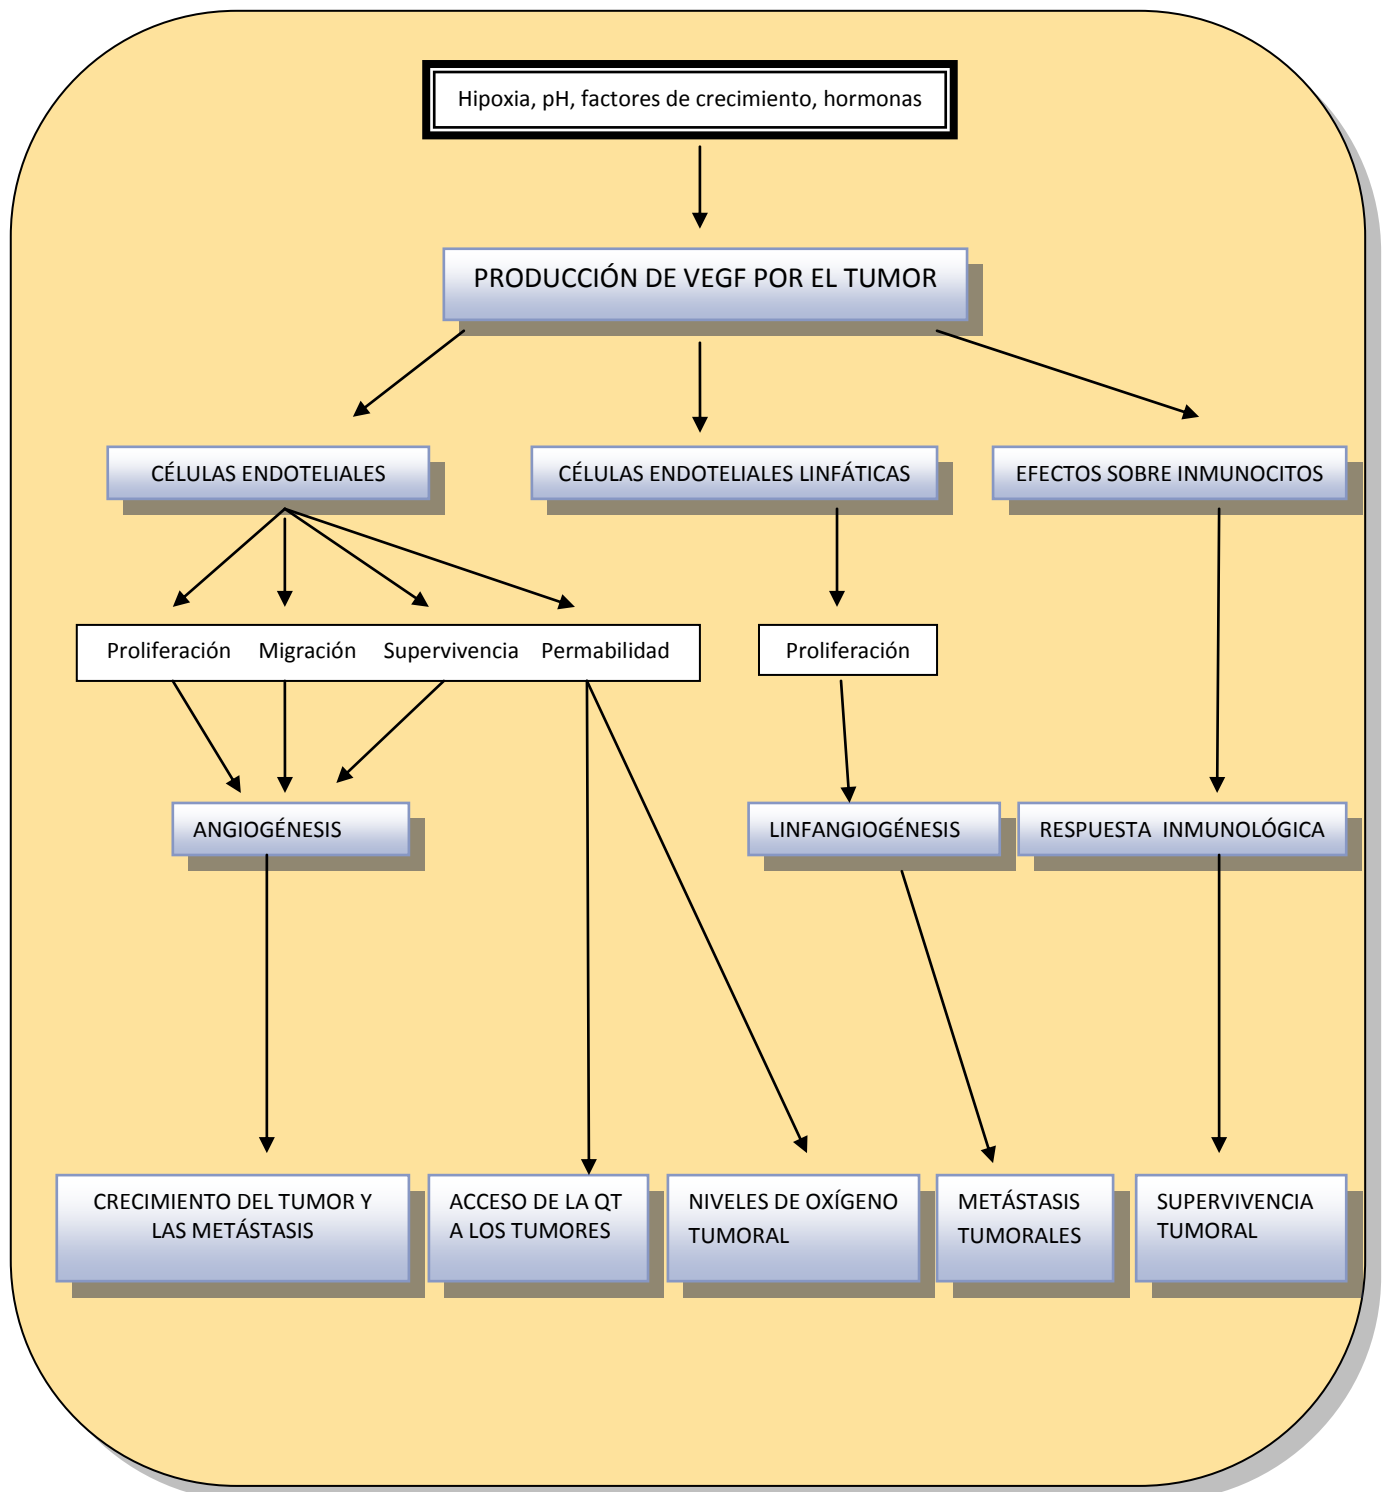 Hipoxia, pH, factores de crecimiento, hormonas
PRODUCCIÓN DE VEGF POR EL TUMOR
CÉLULAS ENDOTELIALES
CÉLULAS ENDOTELIALES LINFÁTICAS
EFECTOS SOBRE INMUNOCITOS
Proliferación Migración Supervivencia Permabilidad
Proliferación
ANGIOGÉNESIS
LINFANGIOGÉNESIS
RESPUESTA INMUNOLÓGICA
CRECIMIENTO DEL TUMOR Y
LAS METÁSTASIS
ACCESO DE LA QT
A LOS TUMORES
NIVELES DE OXÍGENO
TUMORAL
METÁSTASIS
TUMORALES
SUPERVIVENCIA
TUMORAL